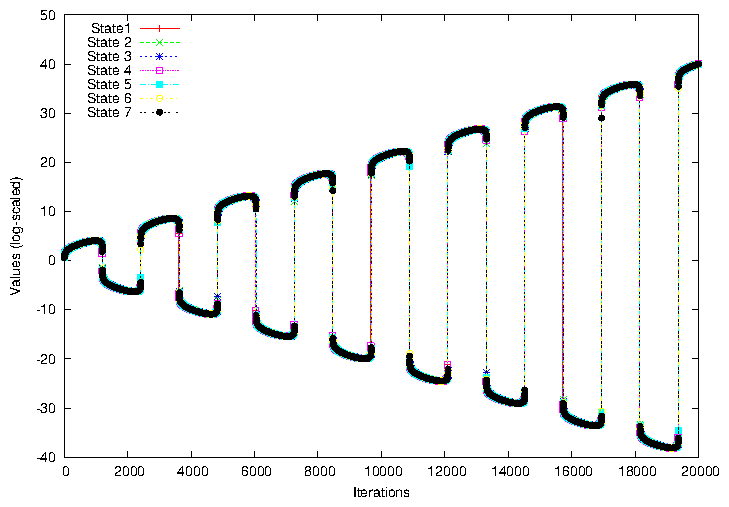 50
40
30
20
10
0
-10
-20
-30
-40
Values (log-scaled)
State1
State 2
State 3
State 4
State 5
State 6
State 7
0 2000 4000 6000 8000 10000 12000 14000 16000 18000 20000
Iterations